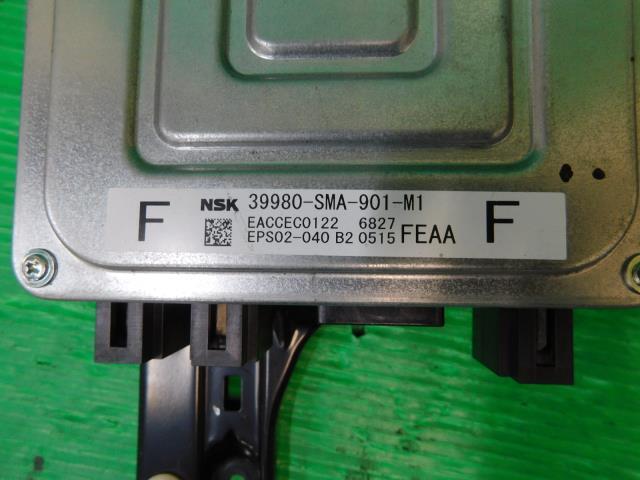 F NSK 39980-SMA-901-M1 F
EACCEC0122 6827
EPS02-040 B2 0515 FEAA